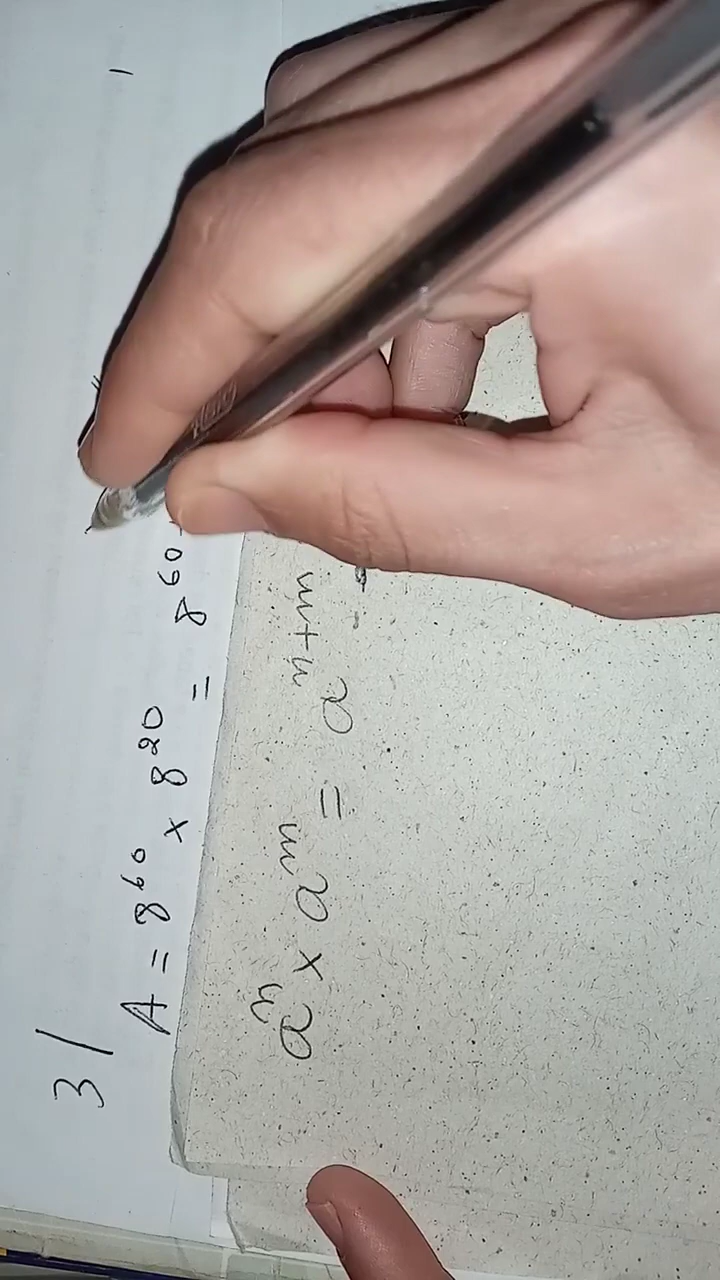 3/
A = 8^60 × 8^20 = 8^60
a^n × a^m = a^n+m